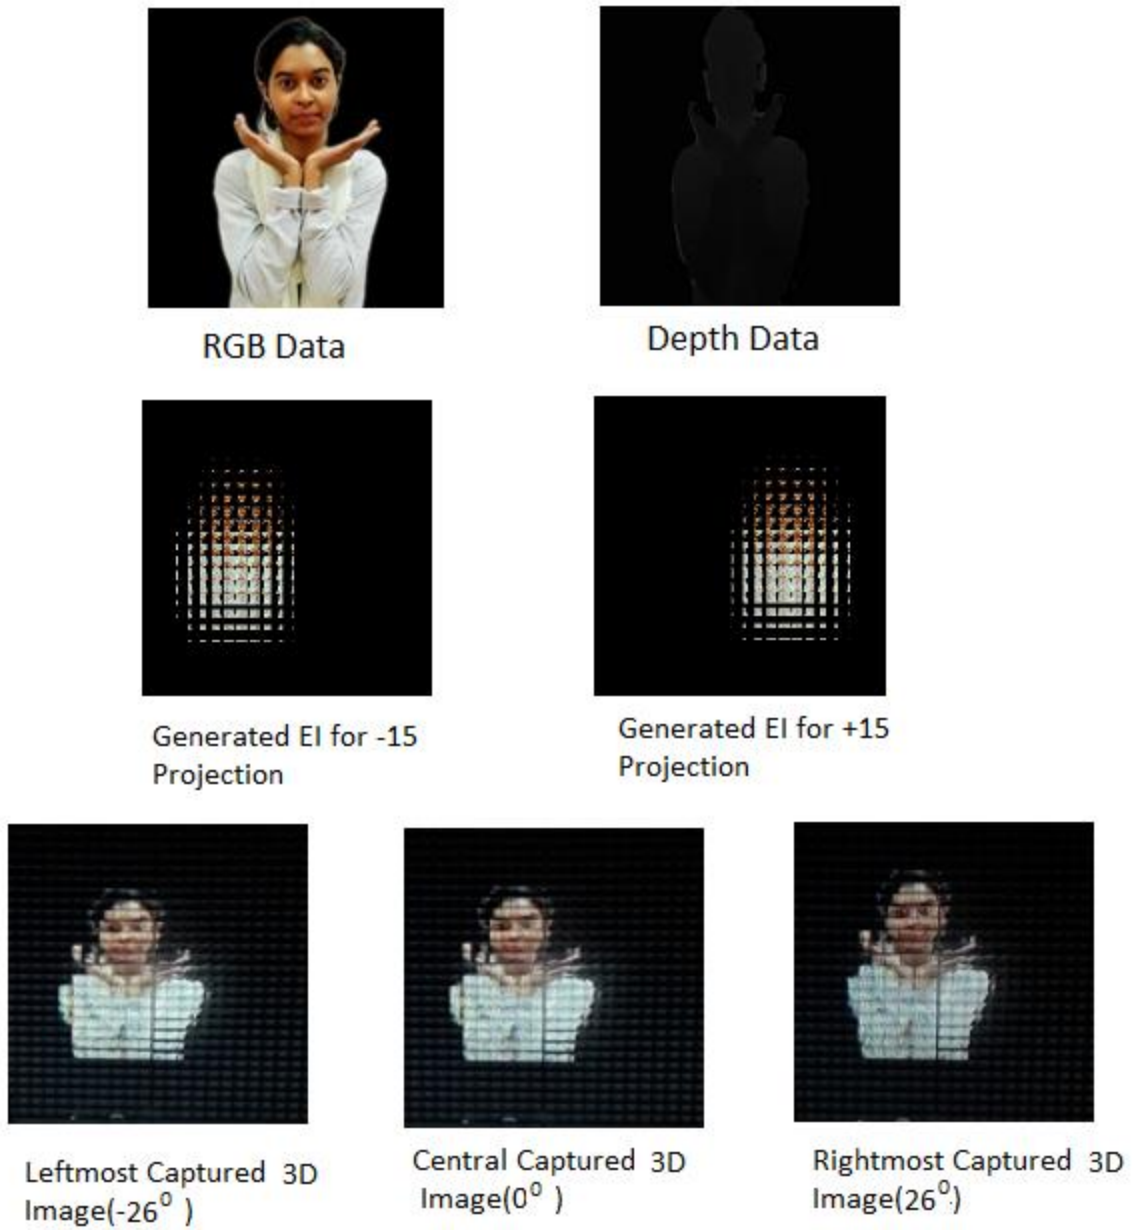 RGB Data
Depth Data
Generated EI for -15
Projection
Generated EI for +15
Projection
Leftmost Captured 3D
Image(-26⁰ )
Central Captured 3D
Image(0⁰ )
Rightmost Captured 3D
Image(26⁰)